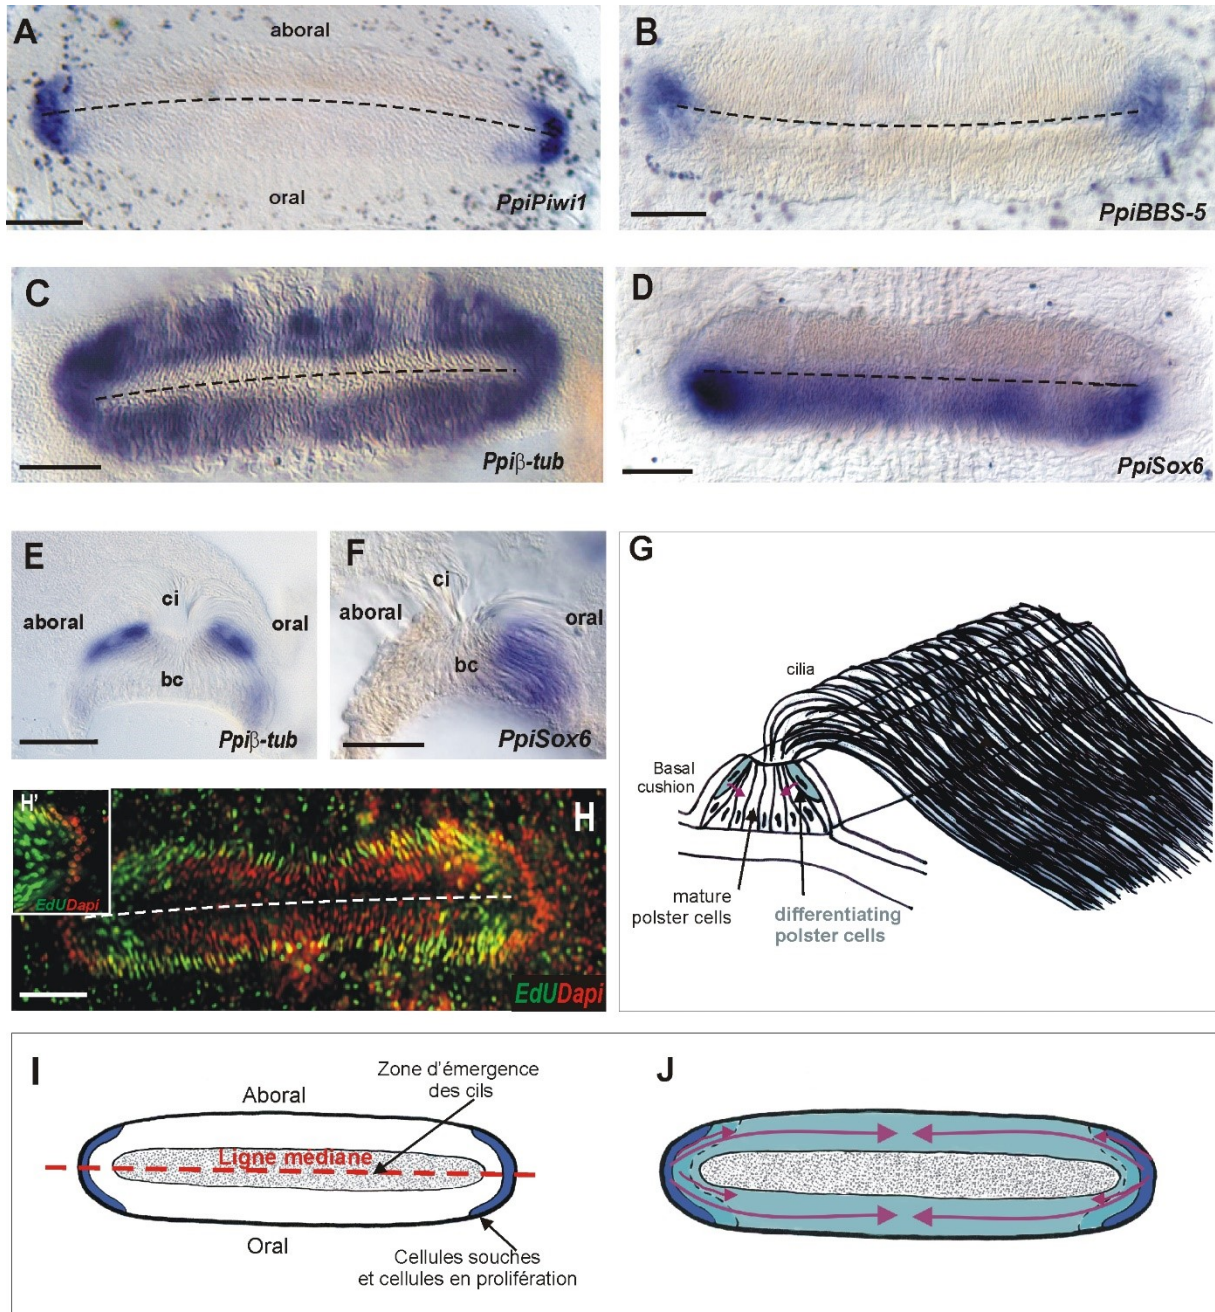 A
aboral
oral
PpiPiwi1
B
PpiBBS-5
C
Ppiβ-tub
D
PpiSox6
E
ci
aboral
oral
bc
Ppiβ-tub
F
ci
aboral
oral
bc
PpiSox6
G
cilia
Basal
cushion
mature
polster cells
differentiating
polster cells
H'
EdUDapi
H
EdUDapi
I
Aboral
Zone d'émergence
des cils
Ligne médiane
Oral
Cellules souches
et cellules en prolifération
J